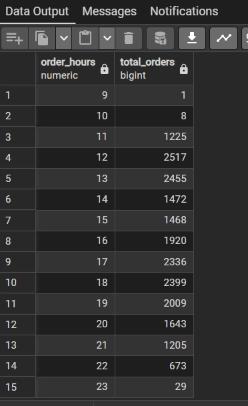 Data Output Messages Notifications
order_hours total_orders
numeric bigint
1 9 1
2 10 8
3 11 1225
4 12 2517
5 13 2455
6 14 1472
7 15 1468
8 16 1920
9 17 2336
10 18 2399
11 19 2009
12 20 1643
13 21 1205
14 22 673
15 23 29